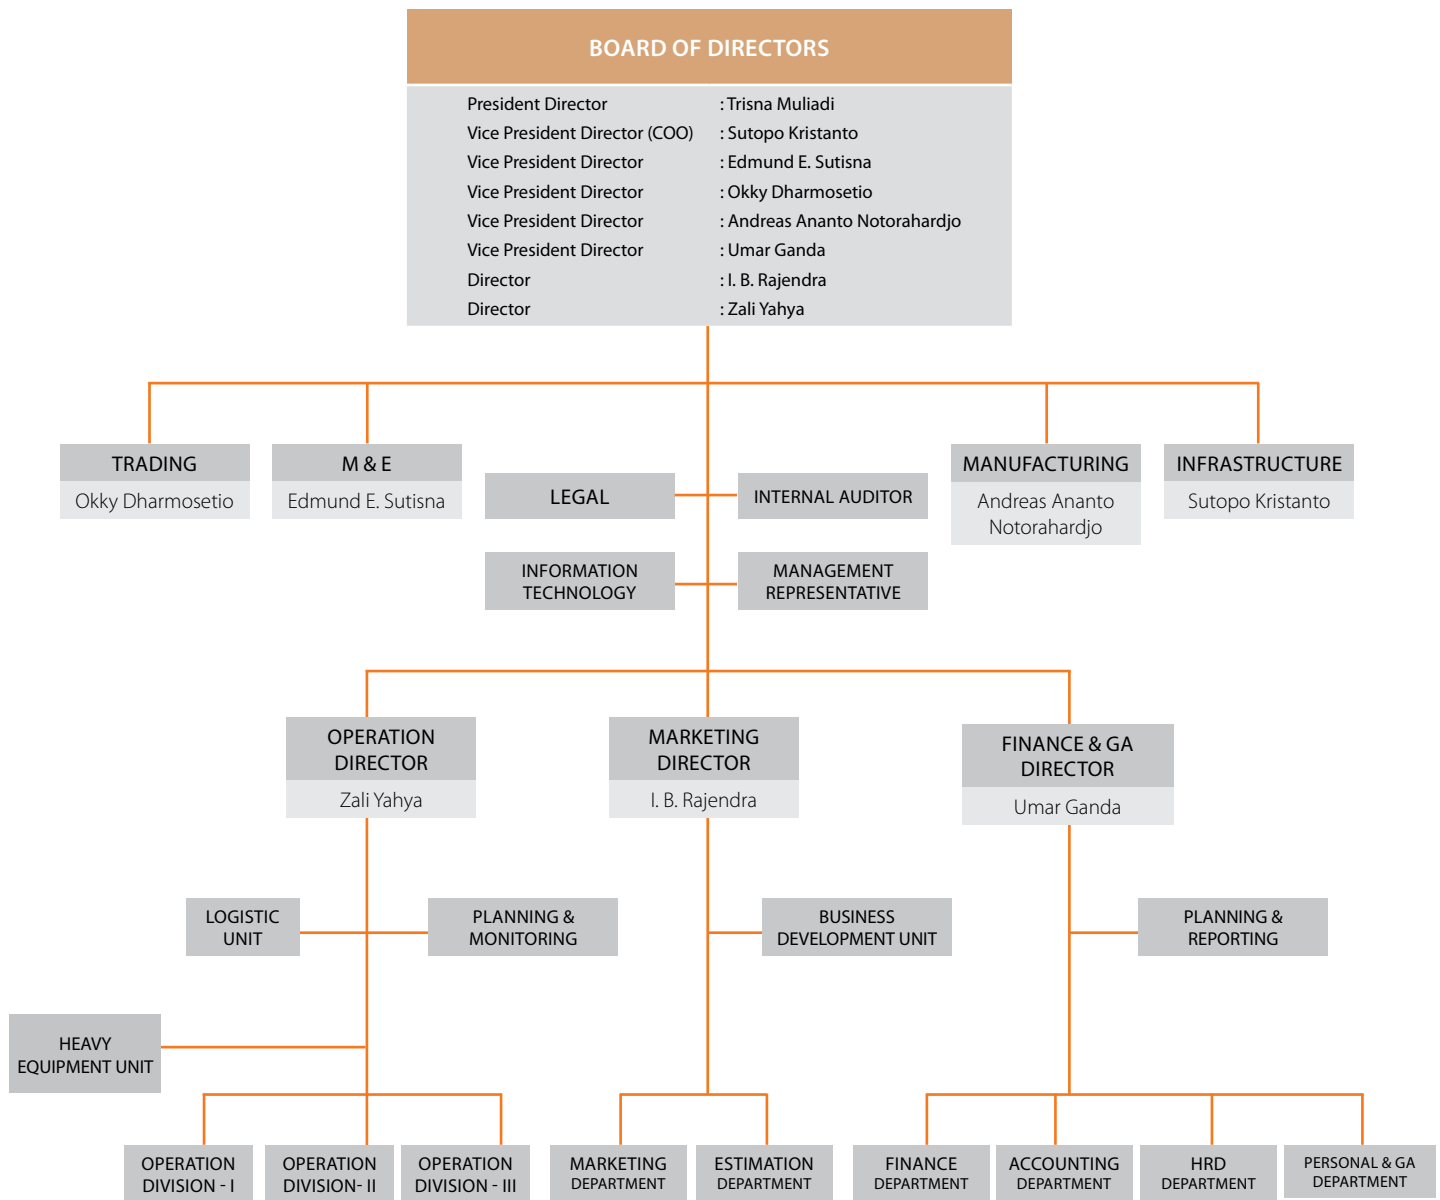 BOARD OF DIRECTORS
President Director : Trisna Muliadi
Vice President Director (COO) : Sutopo Kristanto
Vice President Director : Edmund E. Sutisna
Vice President Director : Okky Dharmosetio
Vice President Director : Andreas Ananto Notorahardjo
Vice President Director : Umar Ganda
Director : I. B. Rajendra
Director : Zali Yahya
TRADING
Okky Dharmosetio
M & E
Edmund E. Sutisna
MANUFACTURING
Andreas Ananto
Notorahardjo
INFRASTRUCTURE
Sutopo Kristanto
LEGAL
INTERNAL AUDITOR
INFORMATION
TECHNOLOGY
MANAGEMENT
REPRESENTATIVE
OPERATION
DIRECTOR
Zali Yahya
MARKETING
DIRECTOR
I. B. Rajendra
FINANCE & GA
DIRECTOR
Umar Ganda
LOGISTIC
UNIT
PLANNING &
MONITORING
BUSINESS
DEVELOPMENT UNIT
PLANNING &
REPORTING
HEAVY
EQUIPMENT UNIT
OPERATION
DIVISION - I
OPERATION
DIVISION- II
OPERATION
DIVISION - III
MARKETING
DEPARTMENT
ESTIMATION
DEPARTMENT
FINANCE
DEPARTMENT
ACCOUNTING
DEPARTMENT
HRD
DEPARTMENT
PERSONAL & GA
DEPARTMENT